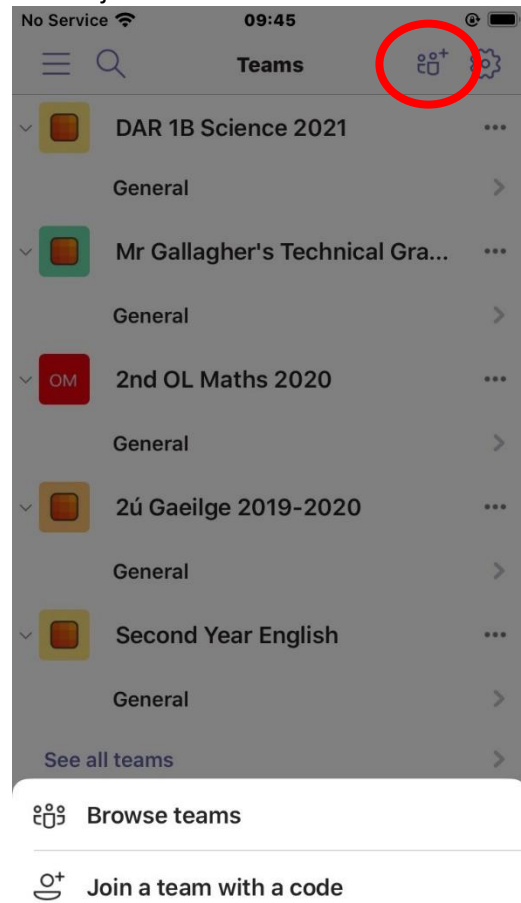 No Service 09:45
Teams
DAR 1B Science 2021
General
Mr Gallagher's Technical Gra...
General
OM 2nd OL Maths 2020
General
2ú Gaeilge 2019-2020
General
Second Year English
General
See all teams
Browse teams
Join a team with a code